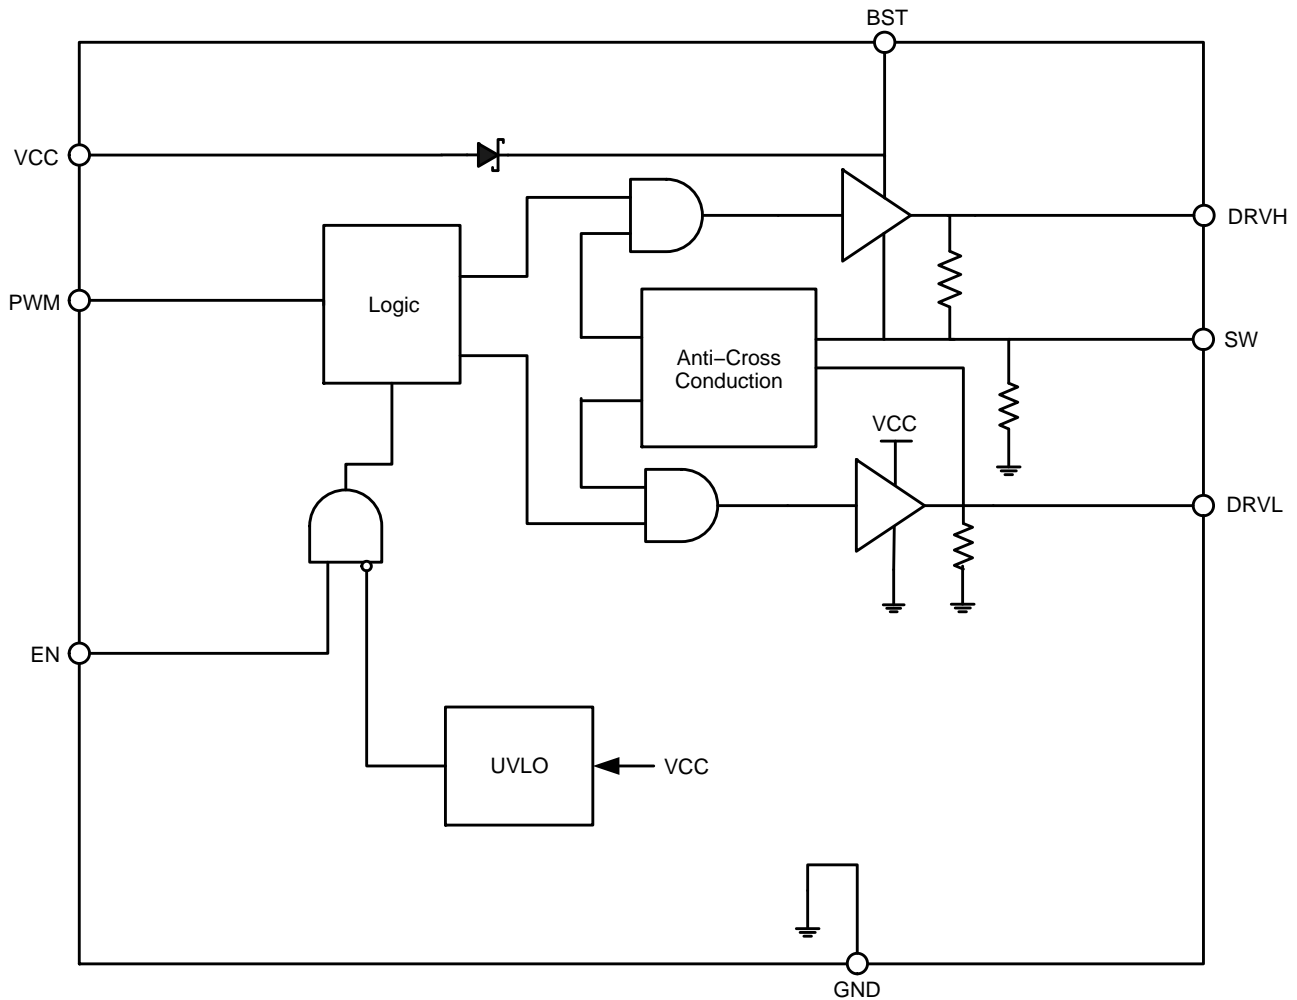 BST
VCC
DRVH
PWM
Logic
SW
Anti–Cross
Conduction
VCC
DRVL
EN
UVLO
VCC
GND